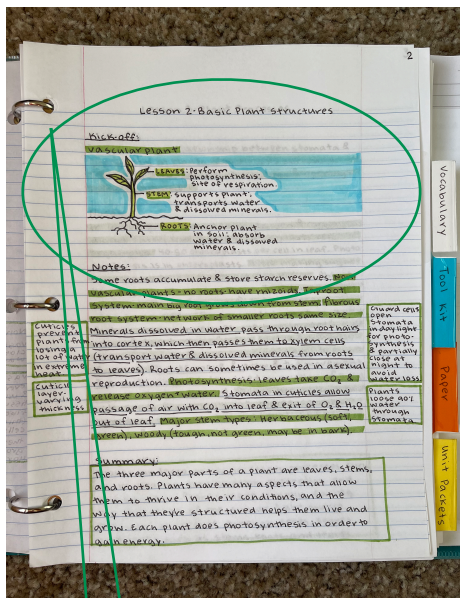 2
Lesson 2-Basic Plant Structures
Kick-off:
Vascular plant
LEAVES: Perform
photosynthesis;
site of respiration.
STEM: supports plant;
transports water
& dissolved minerals.
ROOTS: Anchor plant
in soil; absorb
water & dissolved
minerals.
Notes:
Some roots accumulate & store starch reserves. Non
vascular plants: no roots have rhizoids. Taproot
system: main big root grows down from stem. Fibrous
root system: network of smaller roots same size.
Minerals dissolved in water pass through root hairs
into cortex, which then passes them to xylem cells
(transport water & dissolved minerals from roots
to leaves). Roots can sometimes be used in asexual
reproduction. Photosynthesis: leaves take CO₂ &
release oxygen + water. Stomata in cuticles allow
passage of air with CO₂ into leaf & exit of O₂ & H₂O
out of leaf. Major stem types: Herbaceous (soft,
green), woody (tough, not green, may be in bark).
Cuticles
prevent
plants from
losing a
lot of water
in extreme
heat.
Cuticle
layer-
varying
thickness.
Guard cells
open
stomata
in daylight
for photo-
synthesis
& partially
close at
night to
avoid
water loss.
Plants
loose 90%
water
through
stomata.
Summary:
The three major parts of a plant are leaves, stems,
and roots. Plants have many aspects that allow
them to thrive in their conditions, and the
way that they're structured helps them live and
grow. Each plant does photosynthesis in order to
gain energy.
Vocabulary
Tool Kit
Paper
Unit Packets